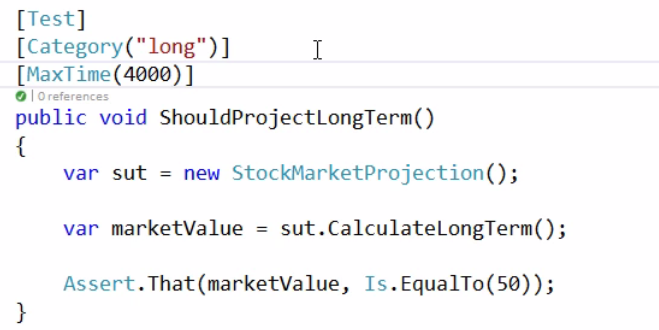 [Test]
[Category("long")]
[MaxTime(4000)]
| 0 references
public void ShouldProjectLongTerm()
{
    var sut = new StockMarketProjection();
    var marketValue = sut.CalculateLongTerm();
    Assert.That(marketValue, Is.EqualTo(50));
}